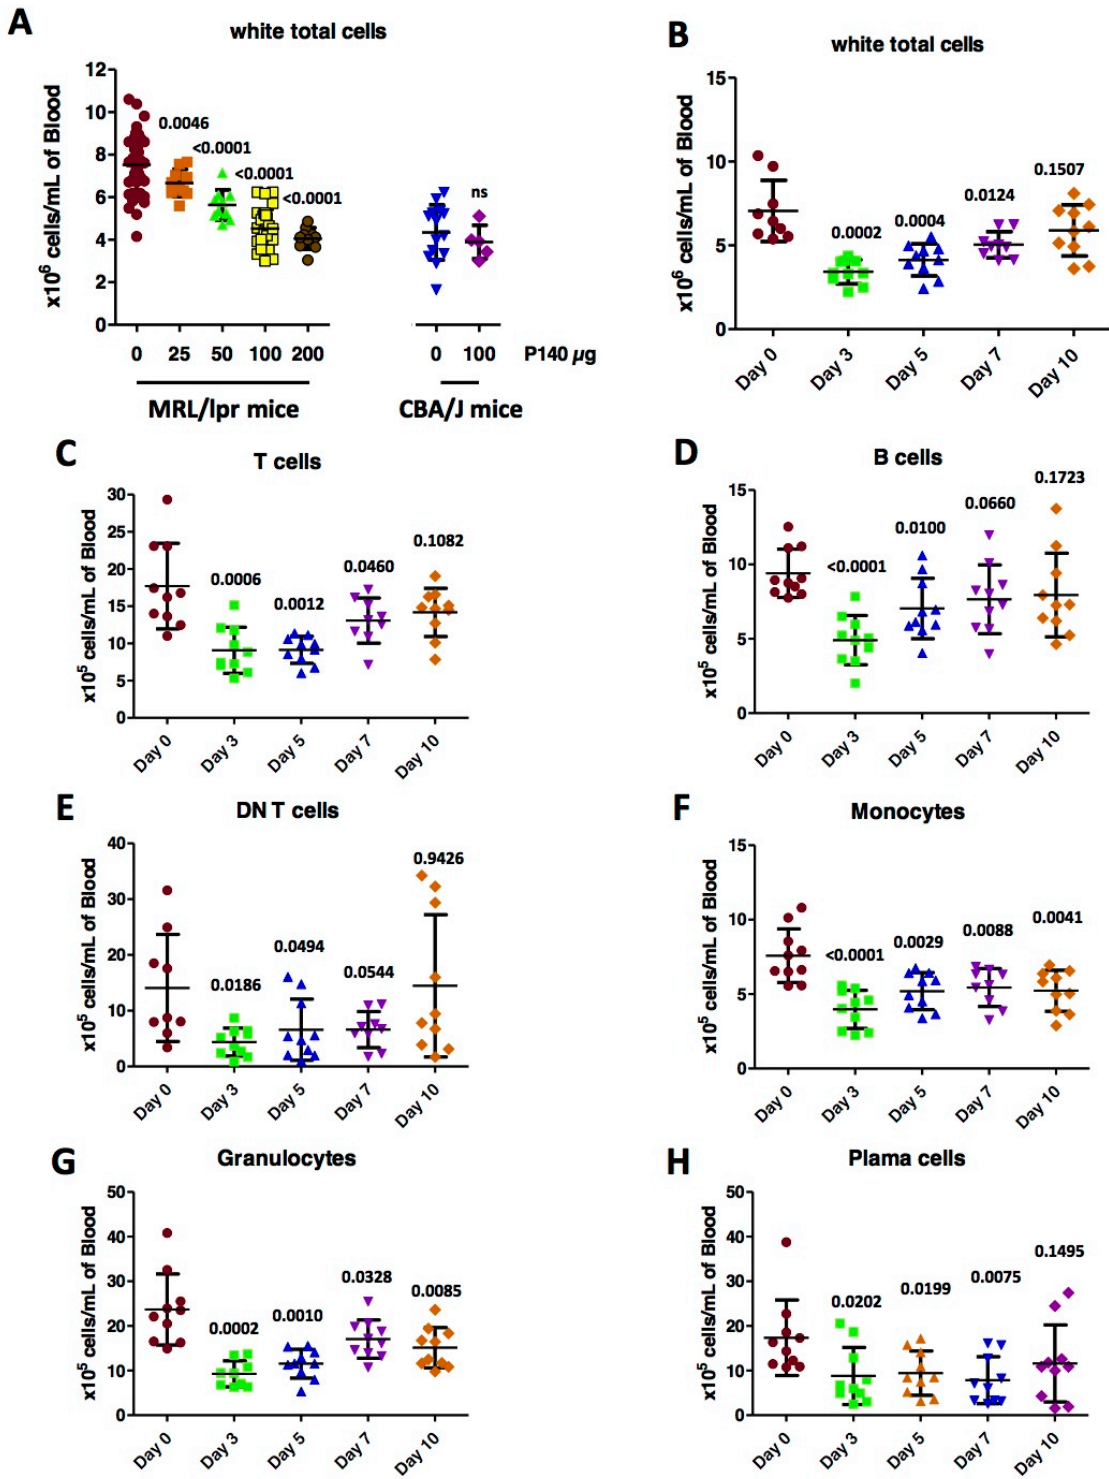 A
white total cells
x10⁶ cells/mL of Blood
12
10
8
6
4
2
0
0.0046
<0.0001
<0.0001
<0.0001
ns
0 25 50 100 200 0 100 P140 µg
MRL/lpr mice CBA/J mice
B
white total cells
x10⁶ cells/mL of Blood
15
10
5
0
0.0002
0.0004
0.0124
0.1507
Day 0 Day 3 Day 5 Day 7 Day 10
C
T cells
x10⁵ cells/mL of Blood
30
25
20
15
10
5
0
0.0006
0.0012
0.0460
0.1082
Day 0 Day 3 Day 5 Day 7 Day 10
D
B cells
x10⁵ cells/mL of Blood
15
10
5
0
<0.0001
0.0100
0.0660
0.1723
Day 0 Day 3 Day 5 Day 7 Day 10
E
DN T cells
x10⁵ cells/mL of Blood
40
30
20
10
0
0.0186
0.0494
0.0544
0.9426
Day 0 Day 3 Day 5 Day 7 Day 10
F
Monocytes
x10⁵ cells/mL of Blood
15
10
5
0
<0.0001
0.0029
0.0088
0.0041
Day 0 Day 3 Day 5 Day 7 Day 10
G
Granulocytes
x10⁵ cells/mL of Blood
50
40
30
20
10
0
0.0002
0.0010
0.0328
0.0085
Day 0 Day 3 Day 5 Day 7 Day 10
H
Plama cells
x10⁵ cells/mL of Blood
50
40
30
20
10
0
0.0202
0.0199
0.0075
0.1495
Day 0 Day 3 Day 5 Day 7 Day 10